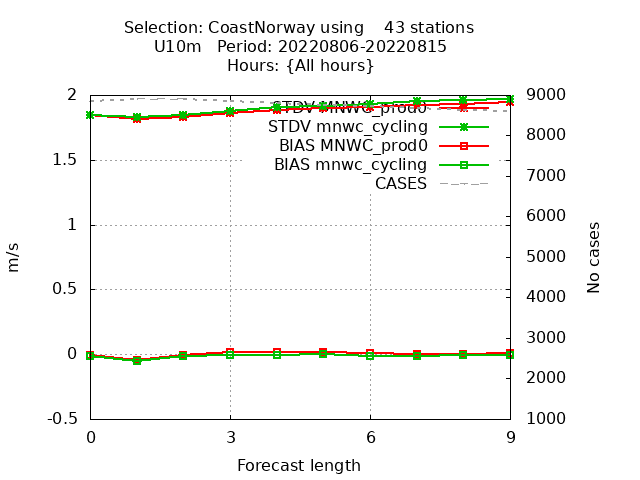 Selection: CoastNorway using    43 stations
U10m   Period: 20220806-20220815
Hours: {All hours}
2
1.5
1
0.5
0
-0.5
9000
8000
7000
6000
5000
4000
3000
2000
1000
STDV MNWC_prod0
STDV mnwc_cycling
BIAS MNWC_prod0
BIAS mnwc_cycling
CASES
m/s
No cases
0 3 6 9
Forecast length